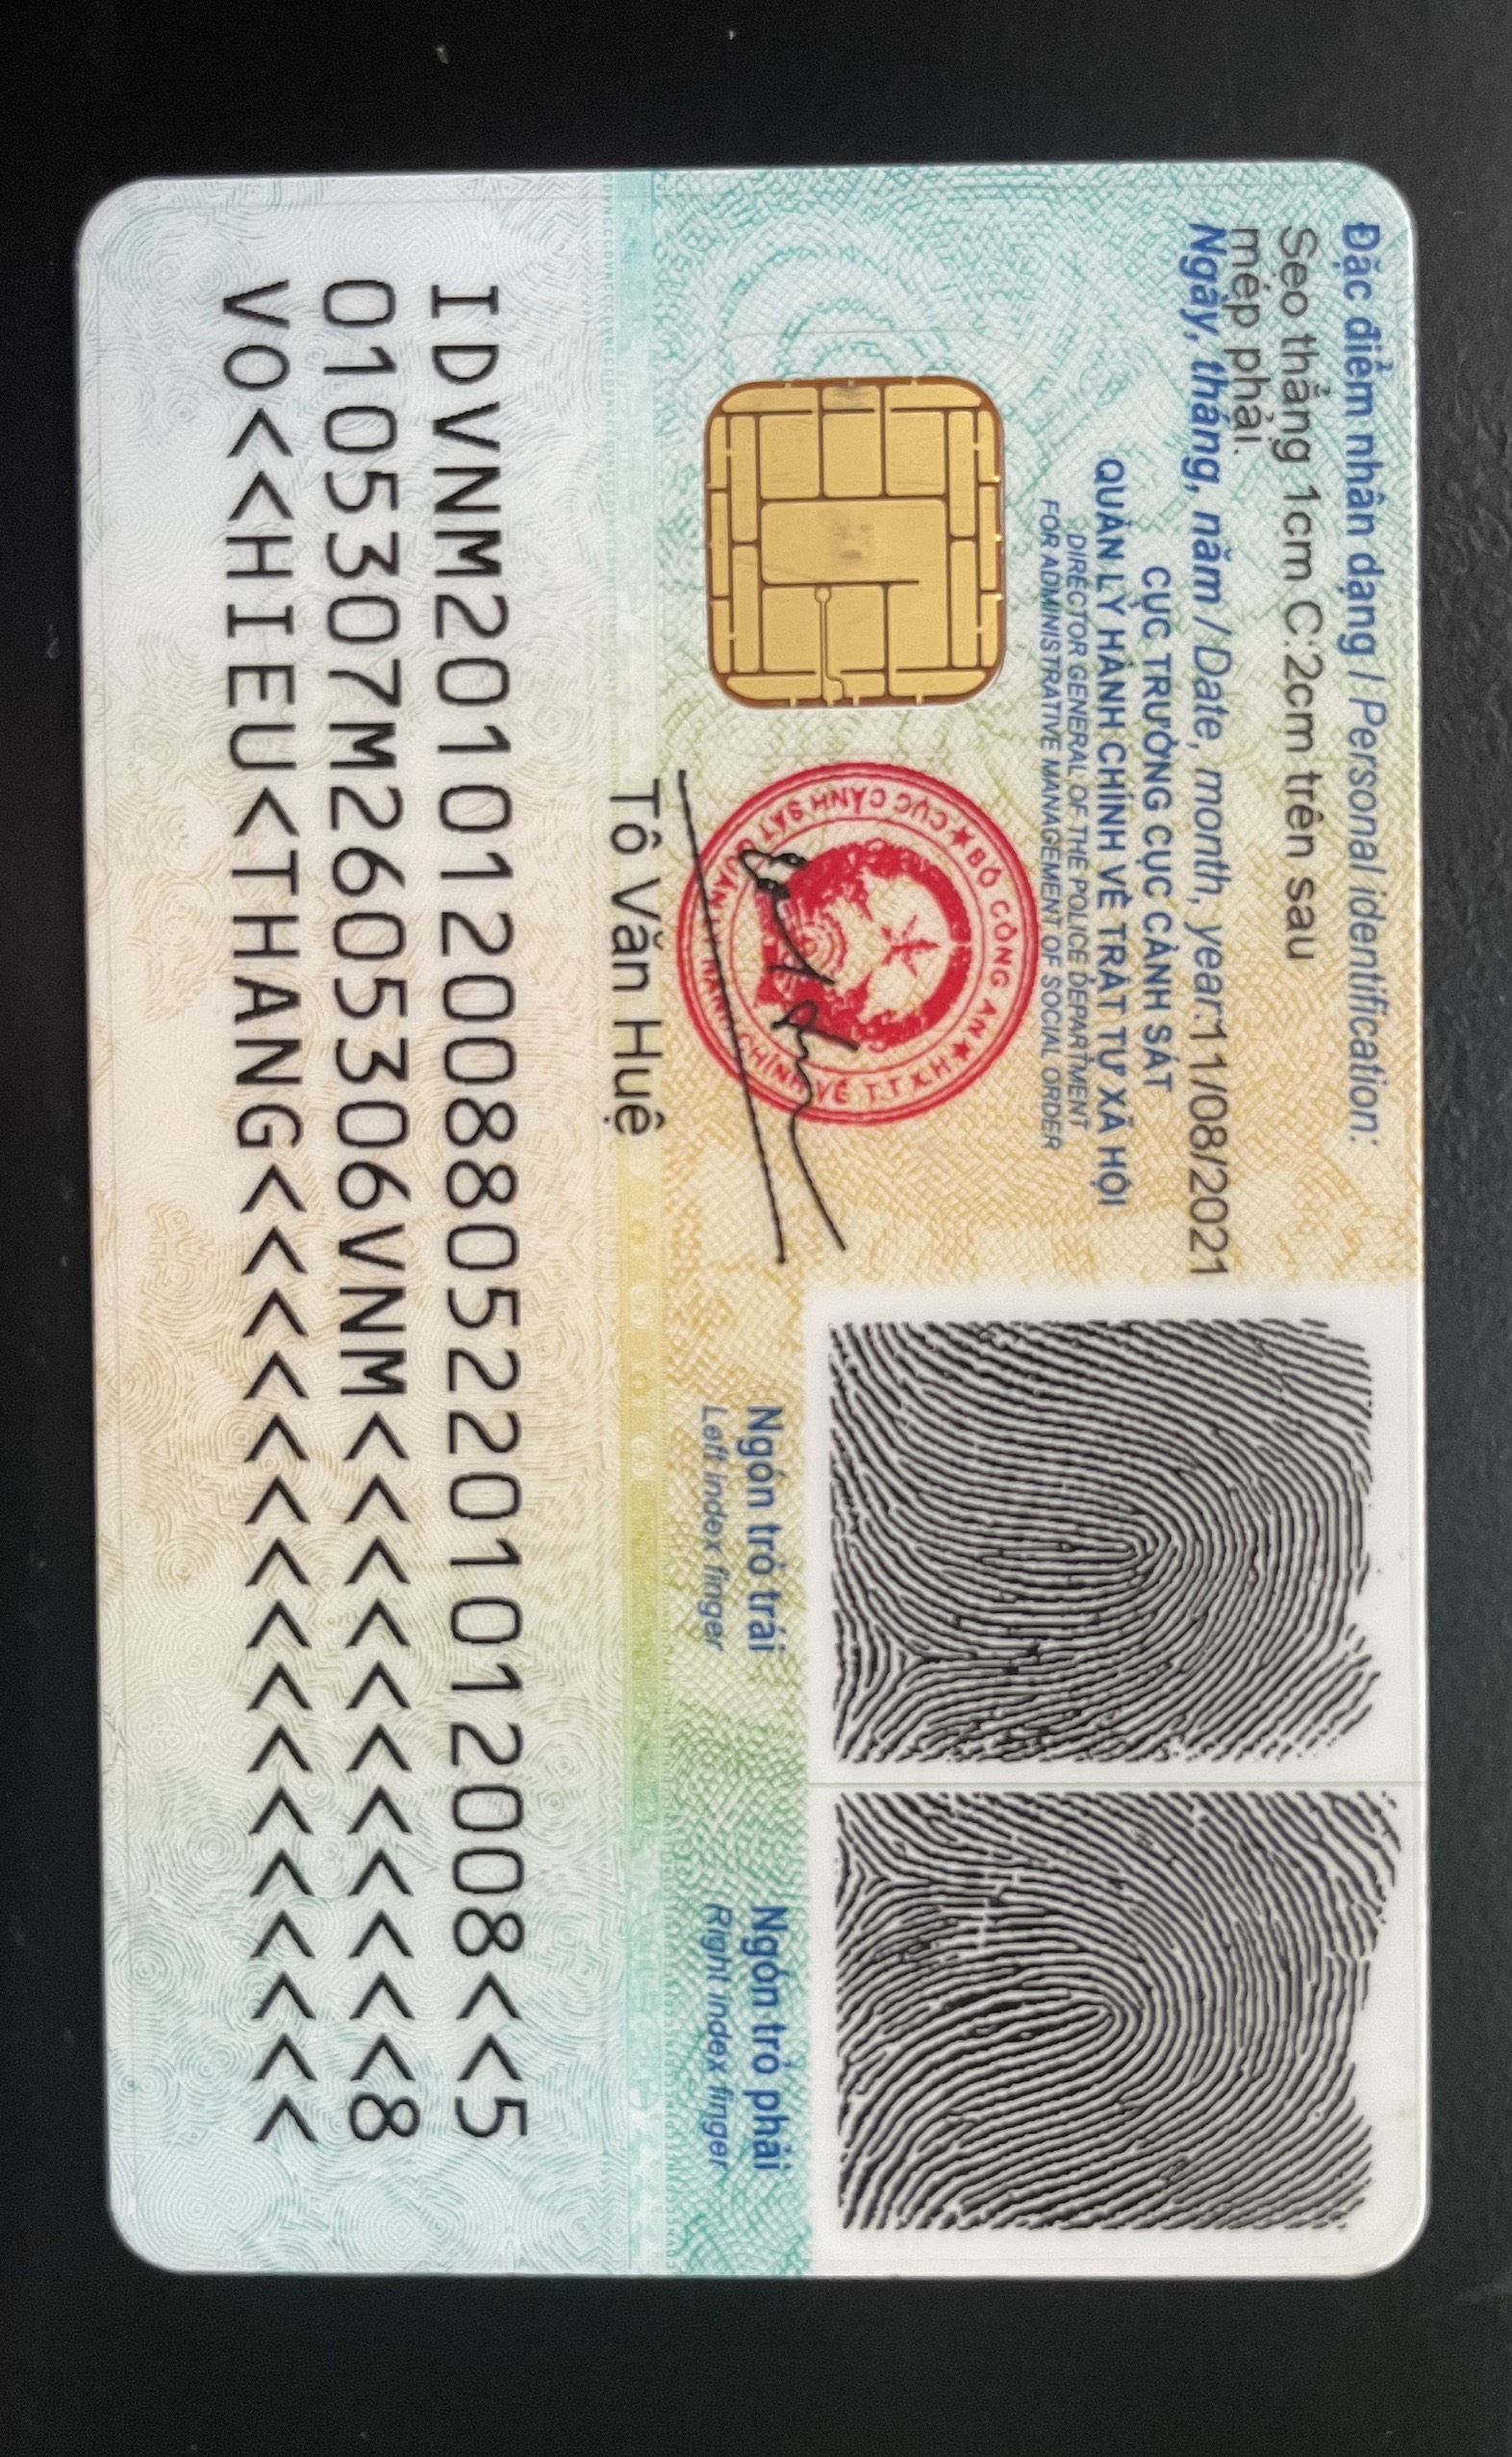 Đặc điểm nhân dạng / Personal identification:
Sẹo thẳng 1cm C:2cm trên sau
mép phải.
Ngày, tháng, năm / Date, month, year:11/08/2021
CỤC TRƯỞNG CỤC CẢNH SÁT
QUẢN LÝ HÀNH CHÍNH VỀ TRẬT TỰ XÃ HỘI
DIRECTOR GENERAL OF THE POLICE DEPARTMENT
FOR ADMINISTRATIVE MANAGEMENT OF SOCIAL ORDER
BỘ CÔNG AN
CỤC CẢNH SÁT QUẢN LÝ HÀNH CHÍNH VỀ TTATXH
Tô Văn Huệ
Ngón trỏ trái
Left index finger
Ngón trỏ phải
Right index finger
IDVNM2010120088052201012008<<5
0105307M2605306VNM<<<<<<<<<<<8
VO<<HIEU<THANG<<<<<<<<<<<<<<<<